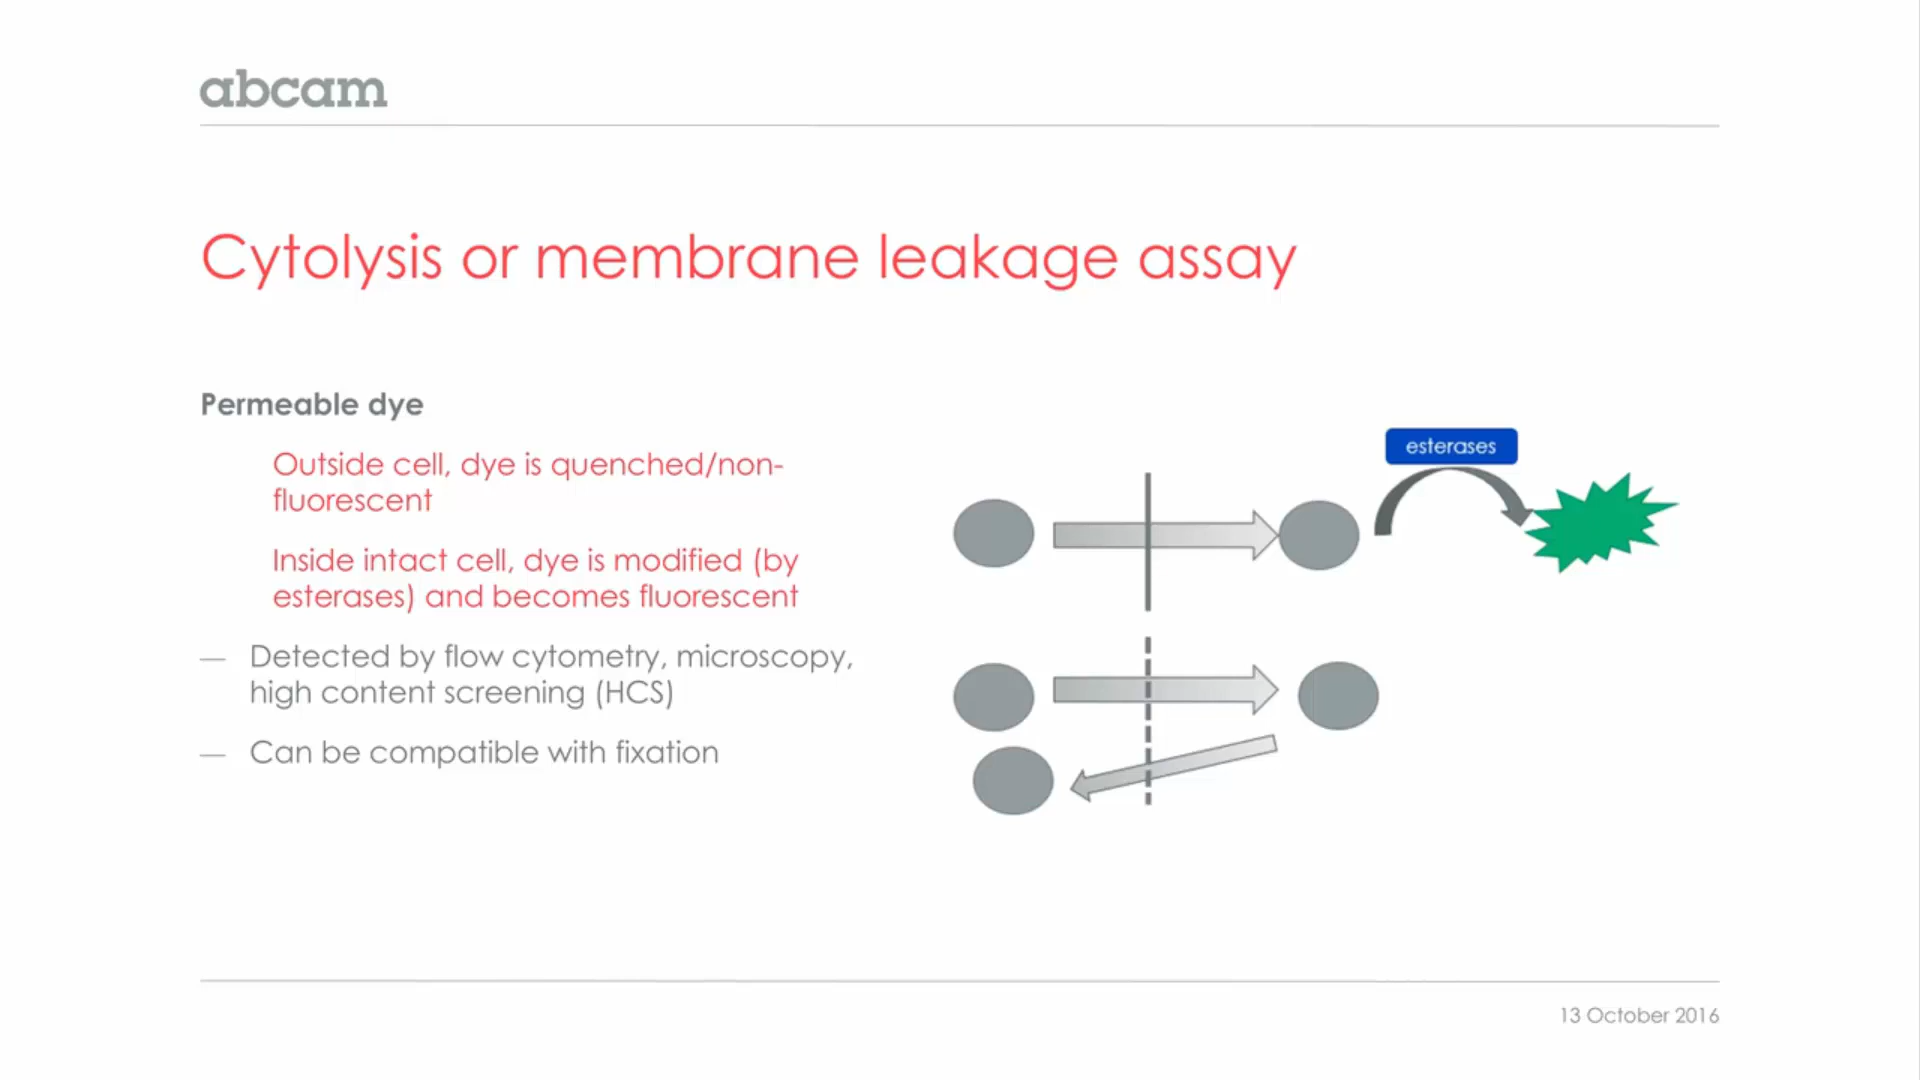 abcam
Cytolysis or membrane leakage assay
Permeable dye
Outside cell, dye is quenched/non-
fluorescent
Inside intact cell, dye is modified (by
esterases) and becomes fluorescent
— Detected by flow cytometry, microscopy,
high content screening (HCS)
— Can be compatible with fixation
esterases
13 October 2016